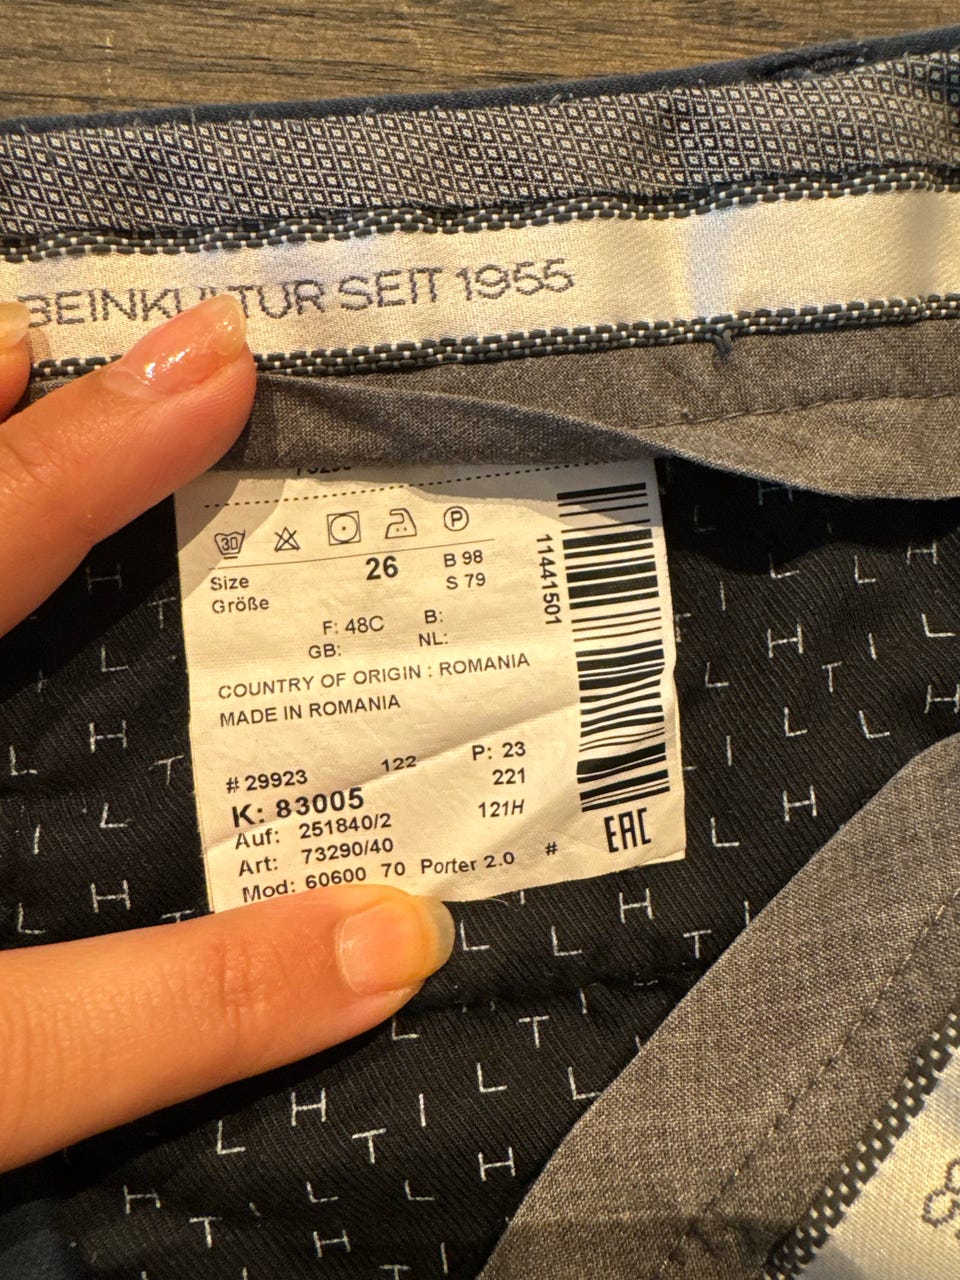 BEINKULTUR SEIT 1955
30 P
Size 26 B 98
Größe S 79
F: 48C B:
GB: NL:
COUNTRY OF ORIGIN : ROMANIA
MADE IN ROMANIA
# 29923 122 P: 23
K: 83005 221
Auf: 251840/2 121H
Art: 73290/40
Mod: 60600 70 Porter 2.0 #
11441501
EAC